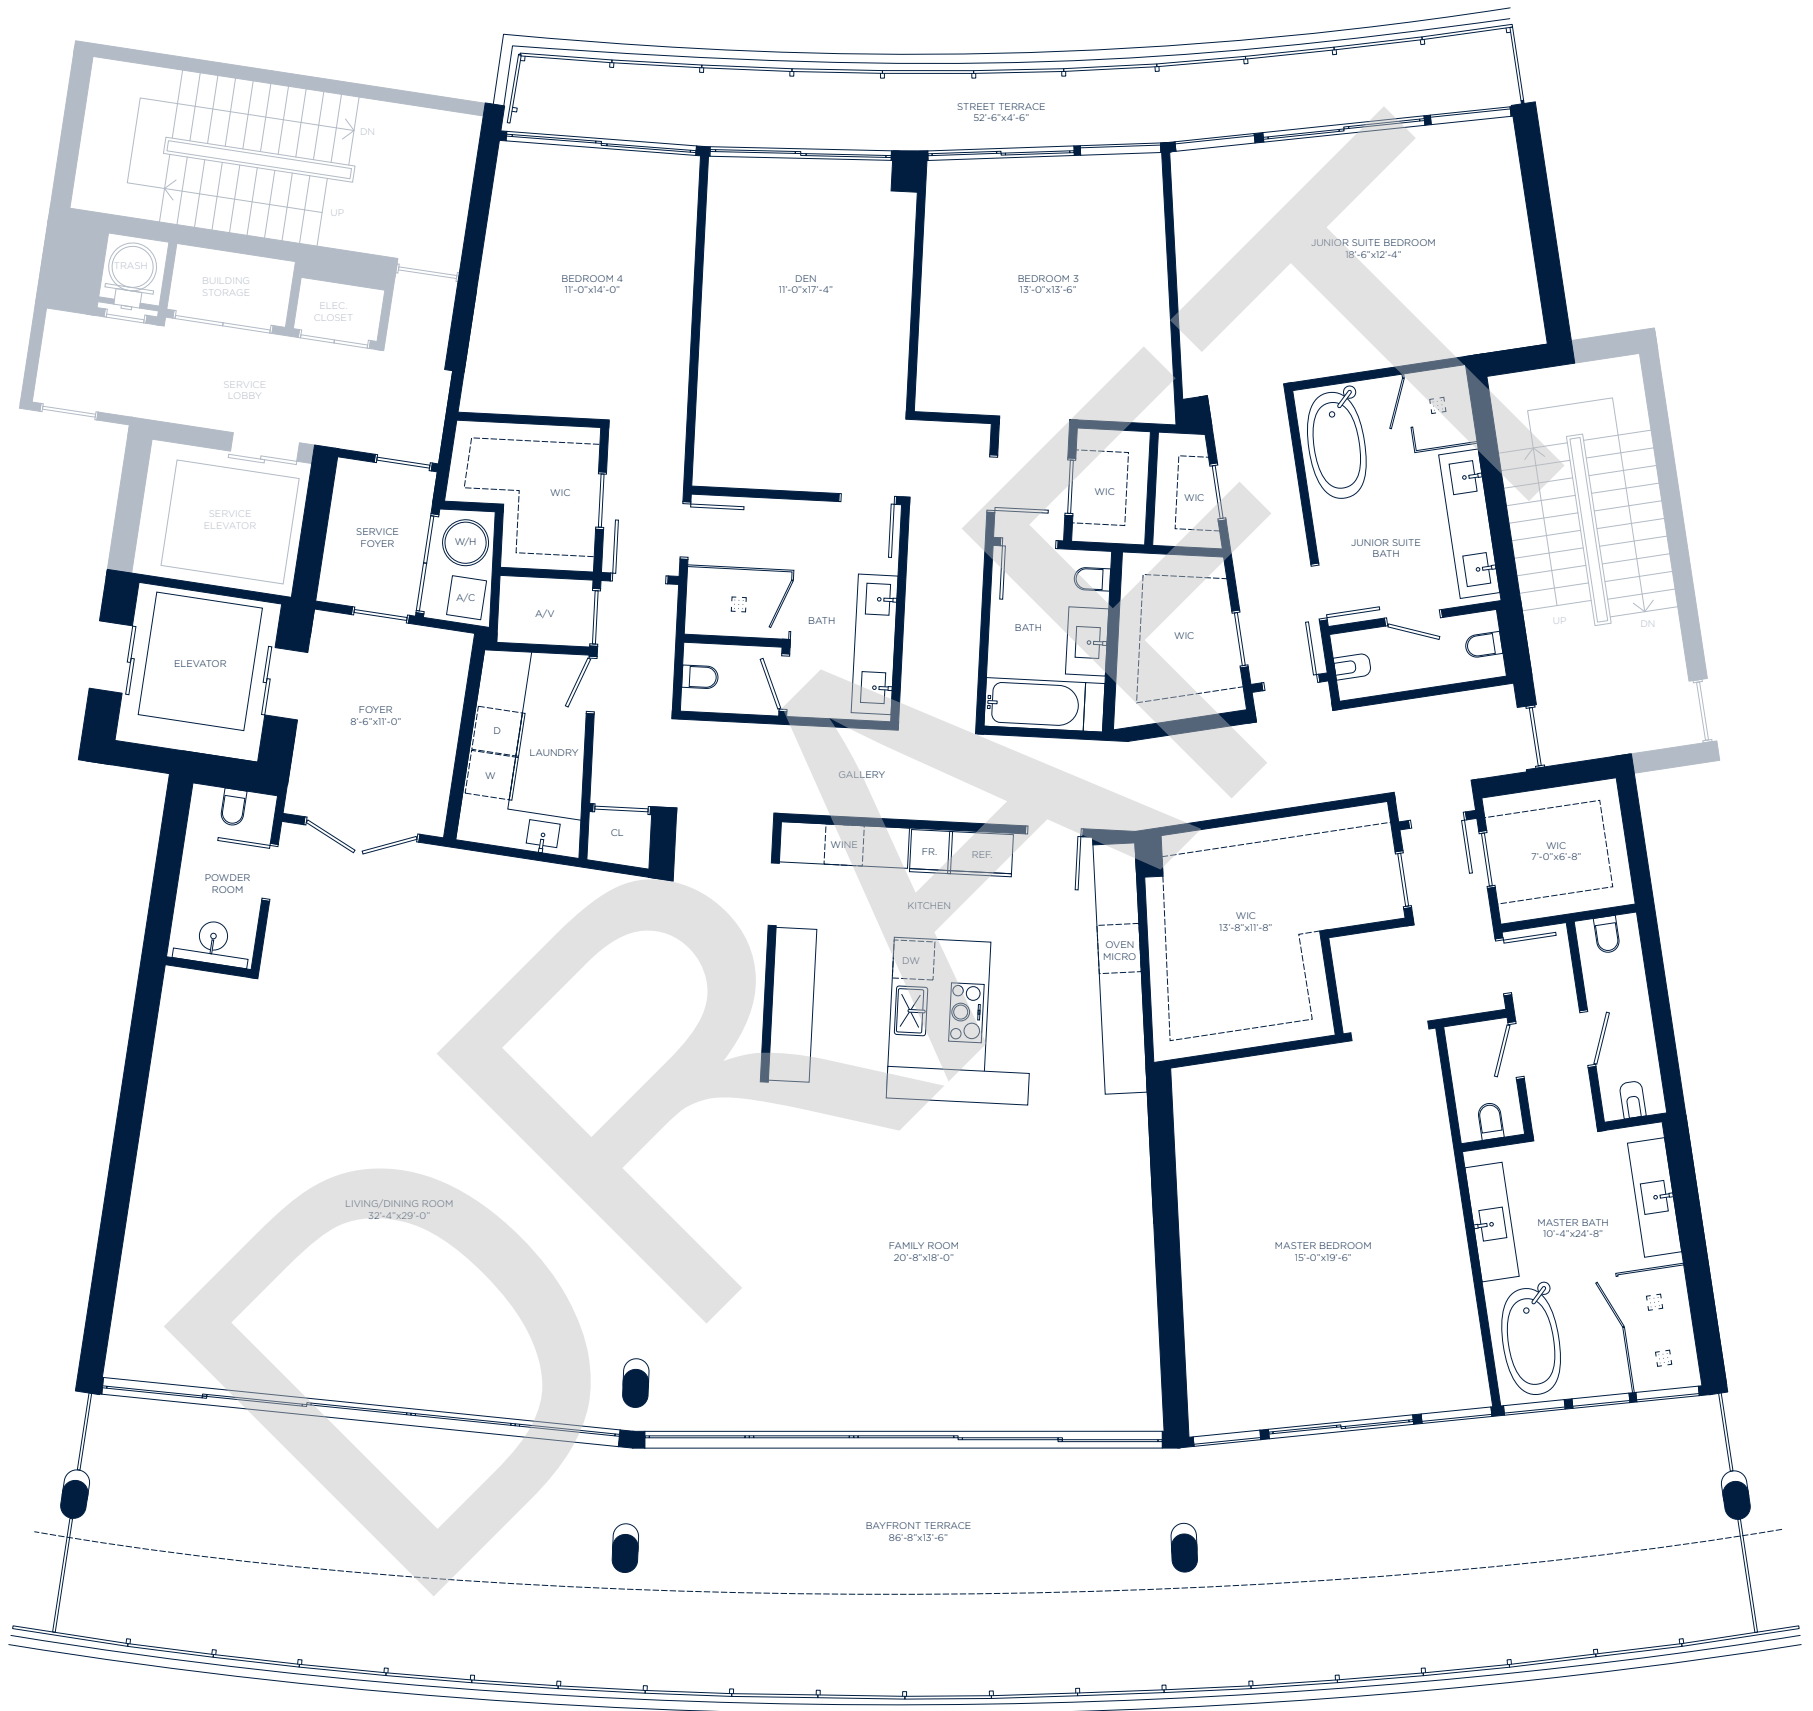 STREET TERRACE
52'-6"x4'-6"
DN
UP
TRASH
BUILDING
STORAGE
ELEC.
CLOSET
SERVICE
LOBBY
BEDROOM 4
11'-0"x14'-0"
DEN
11'-0"x17'-4"
BEDROOM 3
13'-0"x13'-6"
JUNIOR SUITE BEDROOM
18'-6"x12'-4"
SERVICE
ELEVATOR
SERVICE
FOYER
WIC
W/H
A/C
A/V
WIC
WIC
JUNIOR SUITE
BATH
BATH
BATH
WIC
UP
DN
ELEVATOR
FOYER
8'-6"x11'-0"
D
W
LAUNDRY
GALLERY
CL
WINE
FR.
REF.
KITCHEN
POWDER
ROOM
WIC
7'-0"x6'-8"
WIC
13'-8"x11'-8"
DW
OVEN
MICRO
LIVING/DINING ROOM
32'-4"x29'-0"
FAMILY ROOM
20'-8"x18'-0"
MASTER BEDROOM
15'-0"x19'-6"
MASTER BATH
10'-4"x24'-8"
BAYFRONT TERRACE
86'-8"x13'-6"
DRAFT